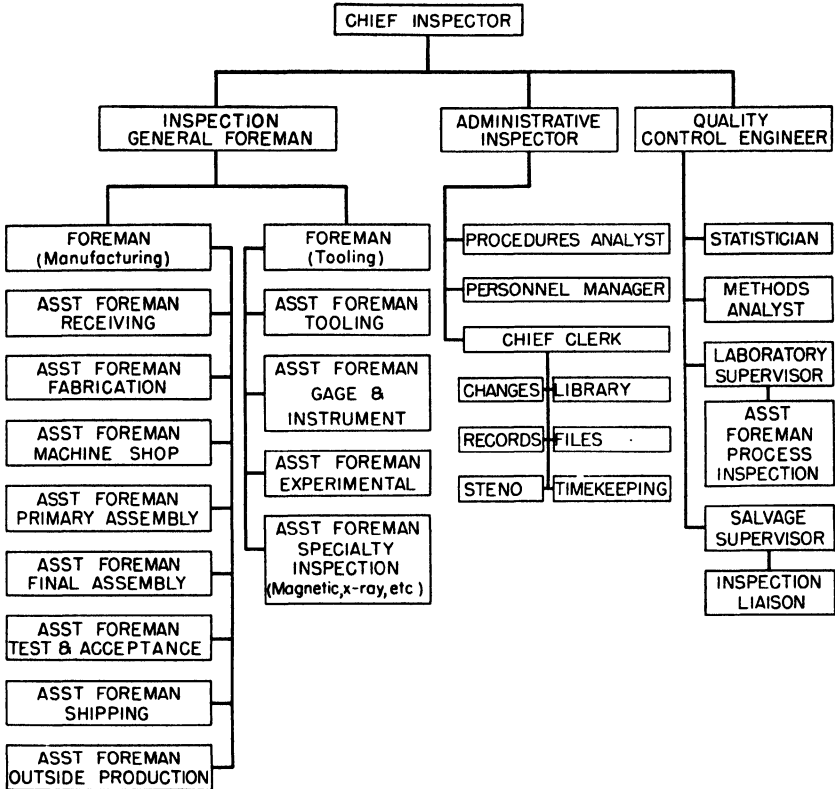 CHIEF INSPECTOR
INSPECTION
GENERAL FOREMAN
ADMINISTRATIVE
INSPECTOR
QUALITY
CONTROL ENGINEER
FOREMAN
(Manufacturing)
ASST FOREMAN
RECEIVING
ASST FOREMAN
FABRICATION
ASST FOREMAN
MACHINE SHOP
ASST FOREMAN
PRIMARY ASSEMBLY
ASST FOREMAN
FINAL ASSEMBLY
ASST FOREMAN
TEST & ACCEPTANCE
ASST FOREMAN
SHIPPING
ASST FOREMAN
OUTSIDE PRODUCTION
FOREMAN
(Tooling)
ASST FOREMAN
TOOLING
ASST FOREMAN
GAGE &
INSTRUMENT
ASST FOREMAN
EXPERIMENTAL
ASST FOREMAN
SPECIALTY
INSPECTION
(Magnetic,x-ray,etc)
PROCEDURES ANALYST
PERSONNEL MANAGER
CHIEF CLERK
CHANGES
LIBRARY
RECORDS
FILES
STENO
TIMEKEEPING
STATISTICIAN
METHODS
ANALYST
LABORATORY
SUPERVISOR
ASST
FOREMAN
PROCESS
INSPECTION
SALVAGE
SUPERVISOR
INSPECTION
LIAISON